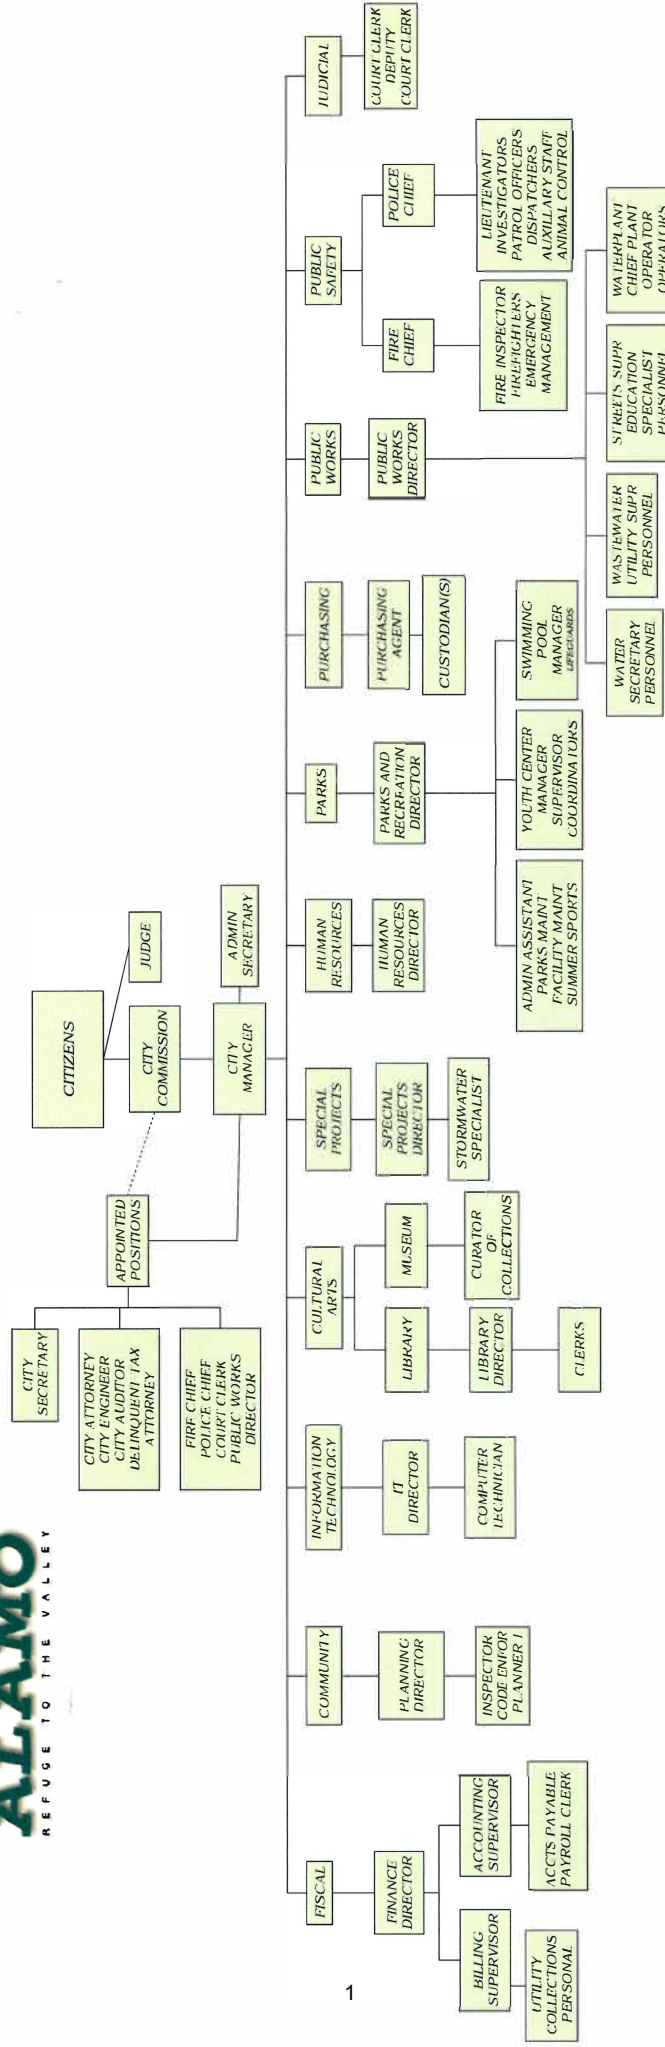 ALAMO
REFUGE TO THE VALLEY
CITIZENS
JUDGE
CITY
COMMISSION
CITY
MANAGER
ADMIN
SECRETARY
APPOINTED
POSITIONS
CITY
SECRETARY
CITY ATTORNEY
CITY ENGINEER
CITY AUDITOR
DELINQUENT TAX
ATTORNEY
FIRE CHIEF
POLICE CHIEF
COURT CLERK
PUBLIC WORKS
DIRECTOR
FISCAL
FINANCE
DIRECTOR
BILLING
SUPERVISOR
UTILITY
COLLECTIONS
PERSONAL
ACCOUNTING
SUPERVISOR
ACCTS PAYABLE
PAYROLL CLERK
COMMUNITY
PLANNING
DIRECTOR
INSPECTOR
CODE ENFOR
PLANNER I
INFORMATION
TECHNOLOGY
IT
DIRECTOR
COMPUTER
TECHNICIAN
CULTURAL
ARTS
LIBRARY
LIBRARY
DIRECTOR
CLERKS
MUSEUM
CURATOR
OF
COLLECTIONS
SPECIAL
PROJECTS
SPECIAL
PROJECTS
DIRECTOR
STORMWATER
SPECIALIST
HUMAN
RESOURCES
HUMAN
RESOURCES
DIRECTOR
PARKS
PARKS AND
RECREATION
DIRECTOR
ADMIN ASSISTANT
PARKS MAINT
FACILITY MAINT
SUMMER SPORTS
YOUTH CENTER
MANAGER
SUPERVISOR
COORDINATORS
SWIMMING
POOL
MANAGER
LIFEGUARDS
PURCHASING
PURCHASING
AGENT
CUSTODIAN(S)
PUBLIC
WORKS
PUBLIC
WORKS
DIRECTOR
WATER
SECRETARY
PERSONNEL
WASTEWATER
UTILITY SUPR
PERSONNEL
STREETS SUPR
EDUCATION
SPECIALIST
PERSONNEL
WATERPLANT
CHIEF PLANT
OPERATOR
OPERATORS
PUBLIC
SAFETY
FIRE
CHIEF
FIRE INSPECTOR
FIREFIGHTERS
EMERGENCY
MANAGEMENT
POLICE
CHIEF
LIEUTENANT
INVESTIGATORS
PATROL OFFICERS
DISPATCHERS
AUXILLARY STAFF
ANIMAL CONTROL
JUDICIAL
COURT CLERK
DEPUTY
COURT CLERK
1